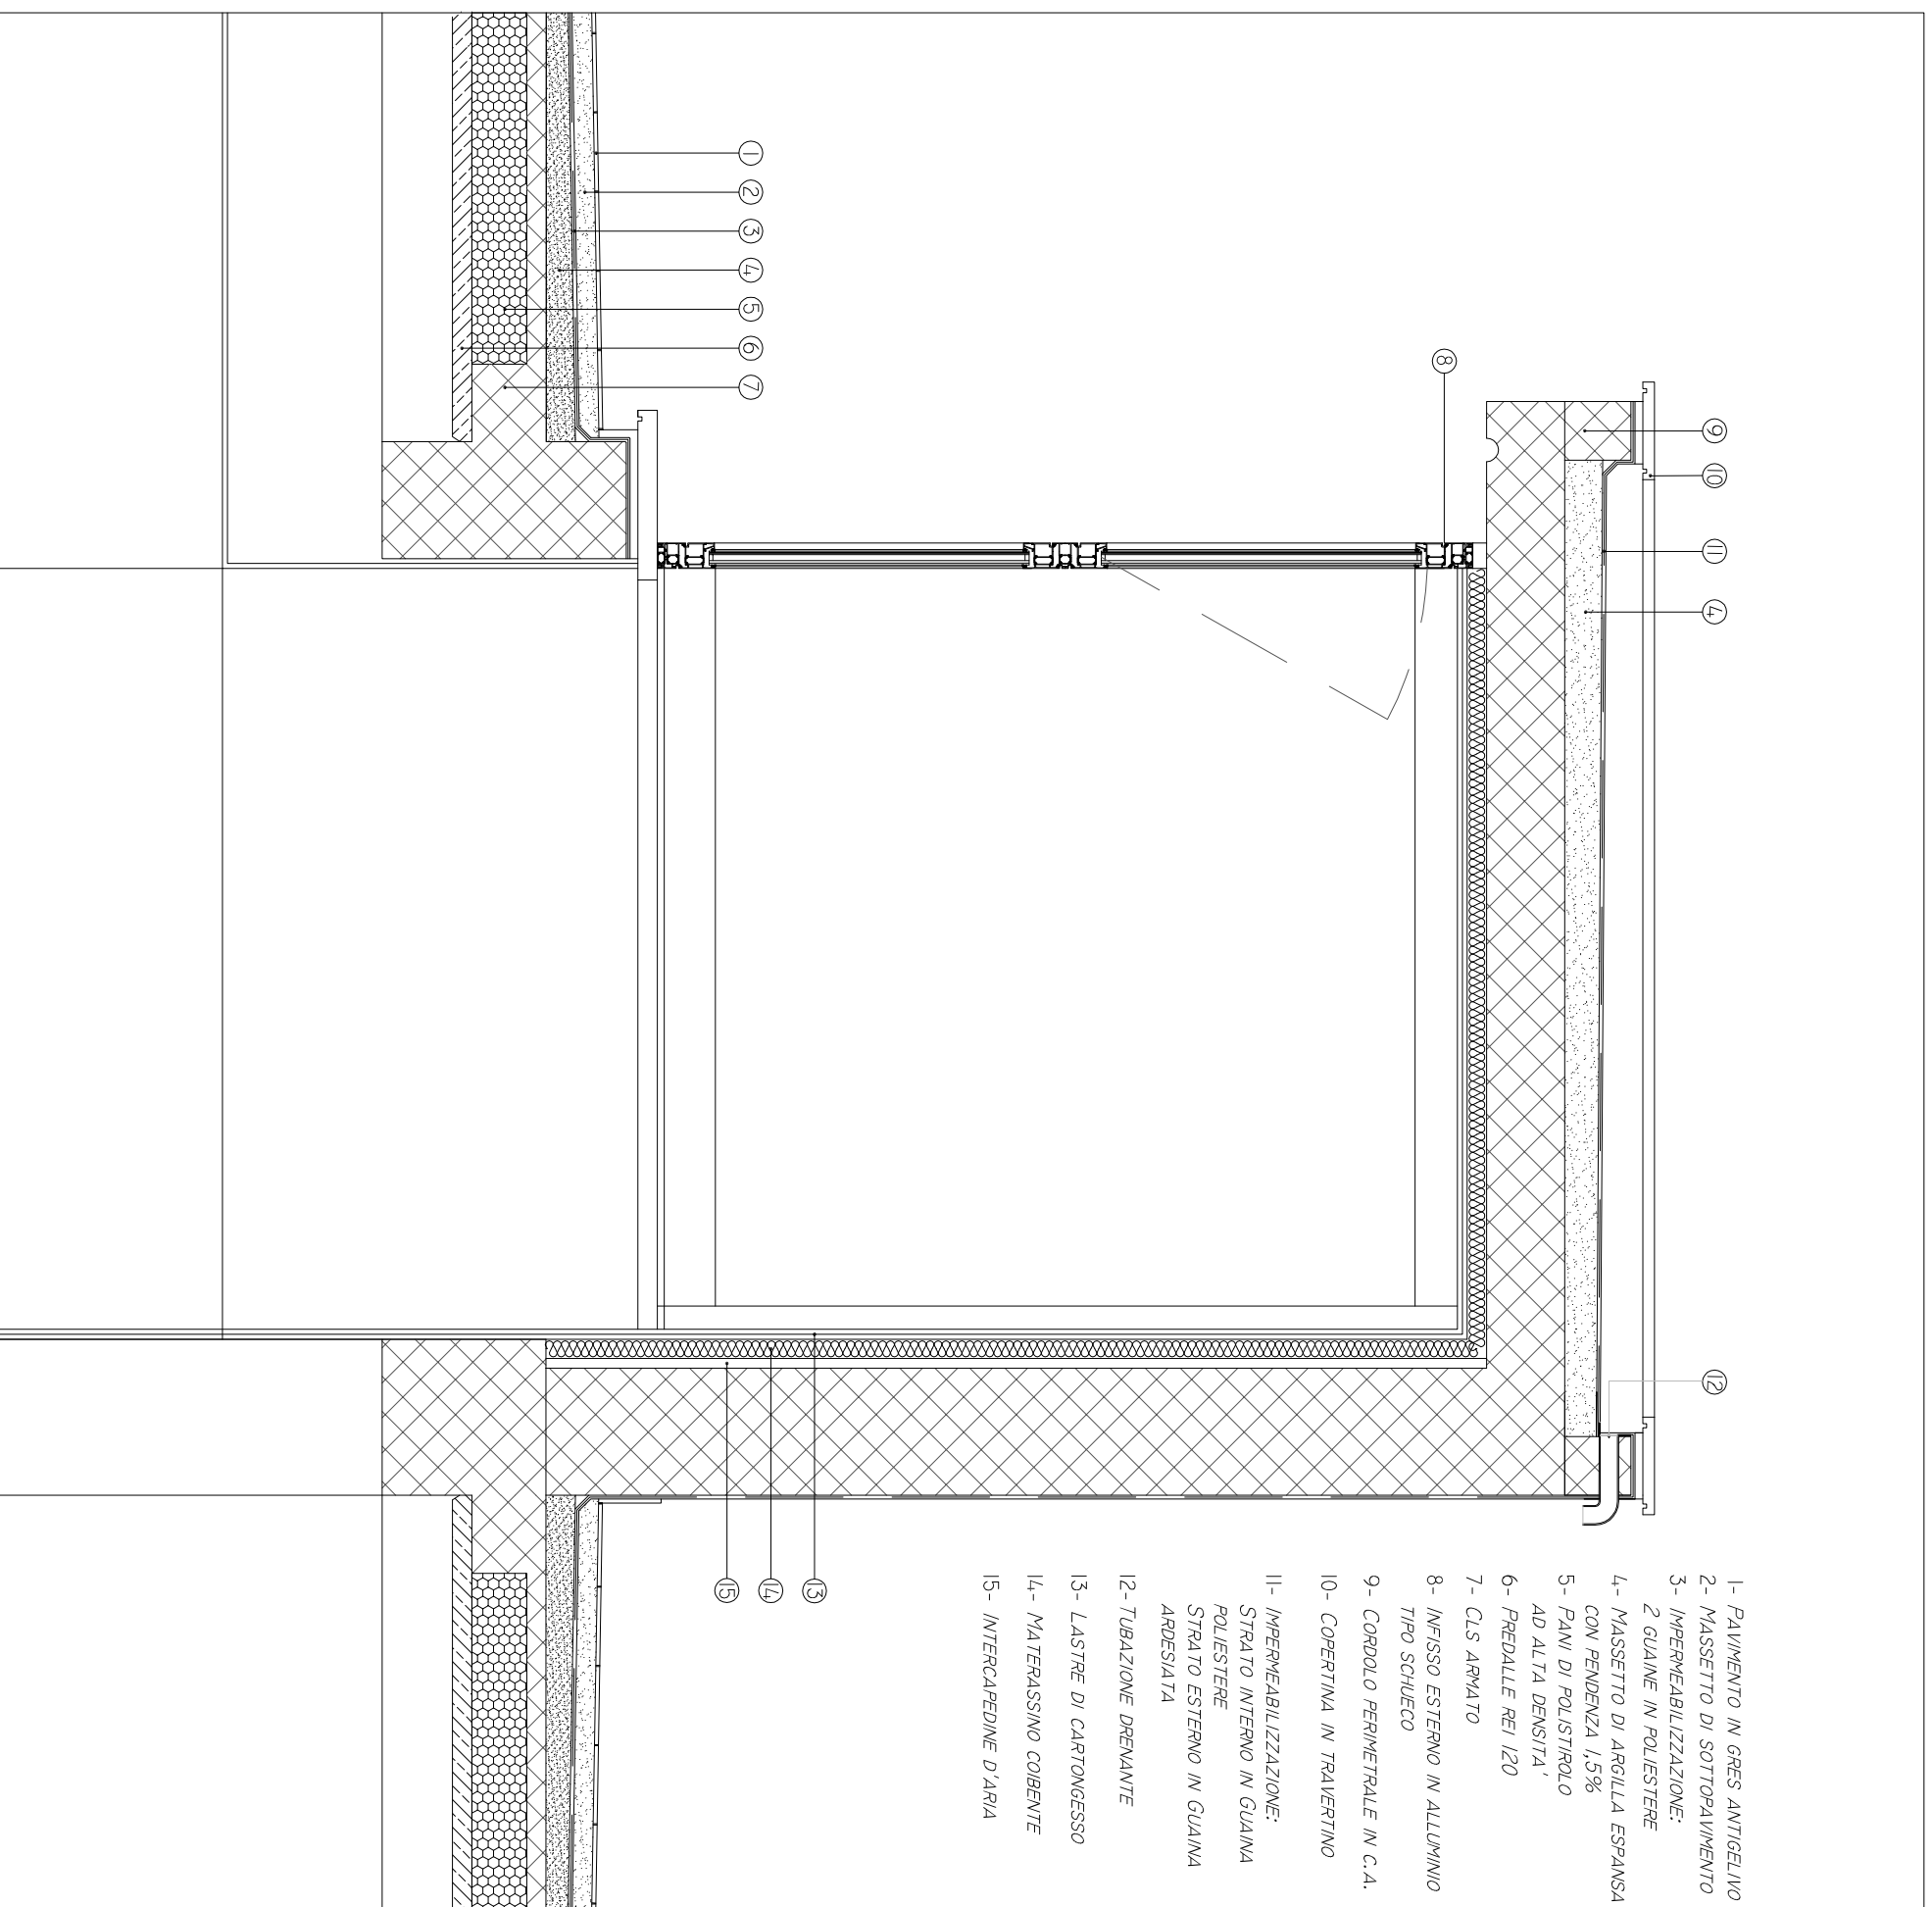 1
2
3
4
5
6
7
8
9
10
11
4
12
13
14
15
1- PAVIMENTO IN GRES ANTIGELIVO
2- MASSETTO DI SOTTOPAVIMENTO
3- IMPERMEABILIZZAZIONE:
2 GUAINE IN POLIESTERE
4- MASSETTO DI ARGILLA ESPANSA
CON PENDENZA 1,5%
5- PANI DI POLISTIROLO
AD ALTA DENSITA'
6- PREDALLE REI 120
7- CLS ARMATO
8- INFISSO ESTERNO IN ALLUMINIO
TIPO SCHUECO
9- CORDOLO PERIMETRALE IN C.A.
10- COPERTINA IN TRAVERTINO
11- IMPERMEABILIZZAZIONE:
STRATO INTERNO IN GUAINA
POLIESTERE
STRATO ESTERNO IN GUAINA
ARDESIATA
12- TUBAZIONE DRENANTE
13- LASTRE DI CARTONGESSO
14- MATERASSINO COIBENTE
15- INTERCAPEDINE D'ARIA